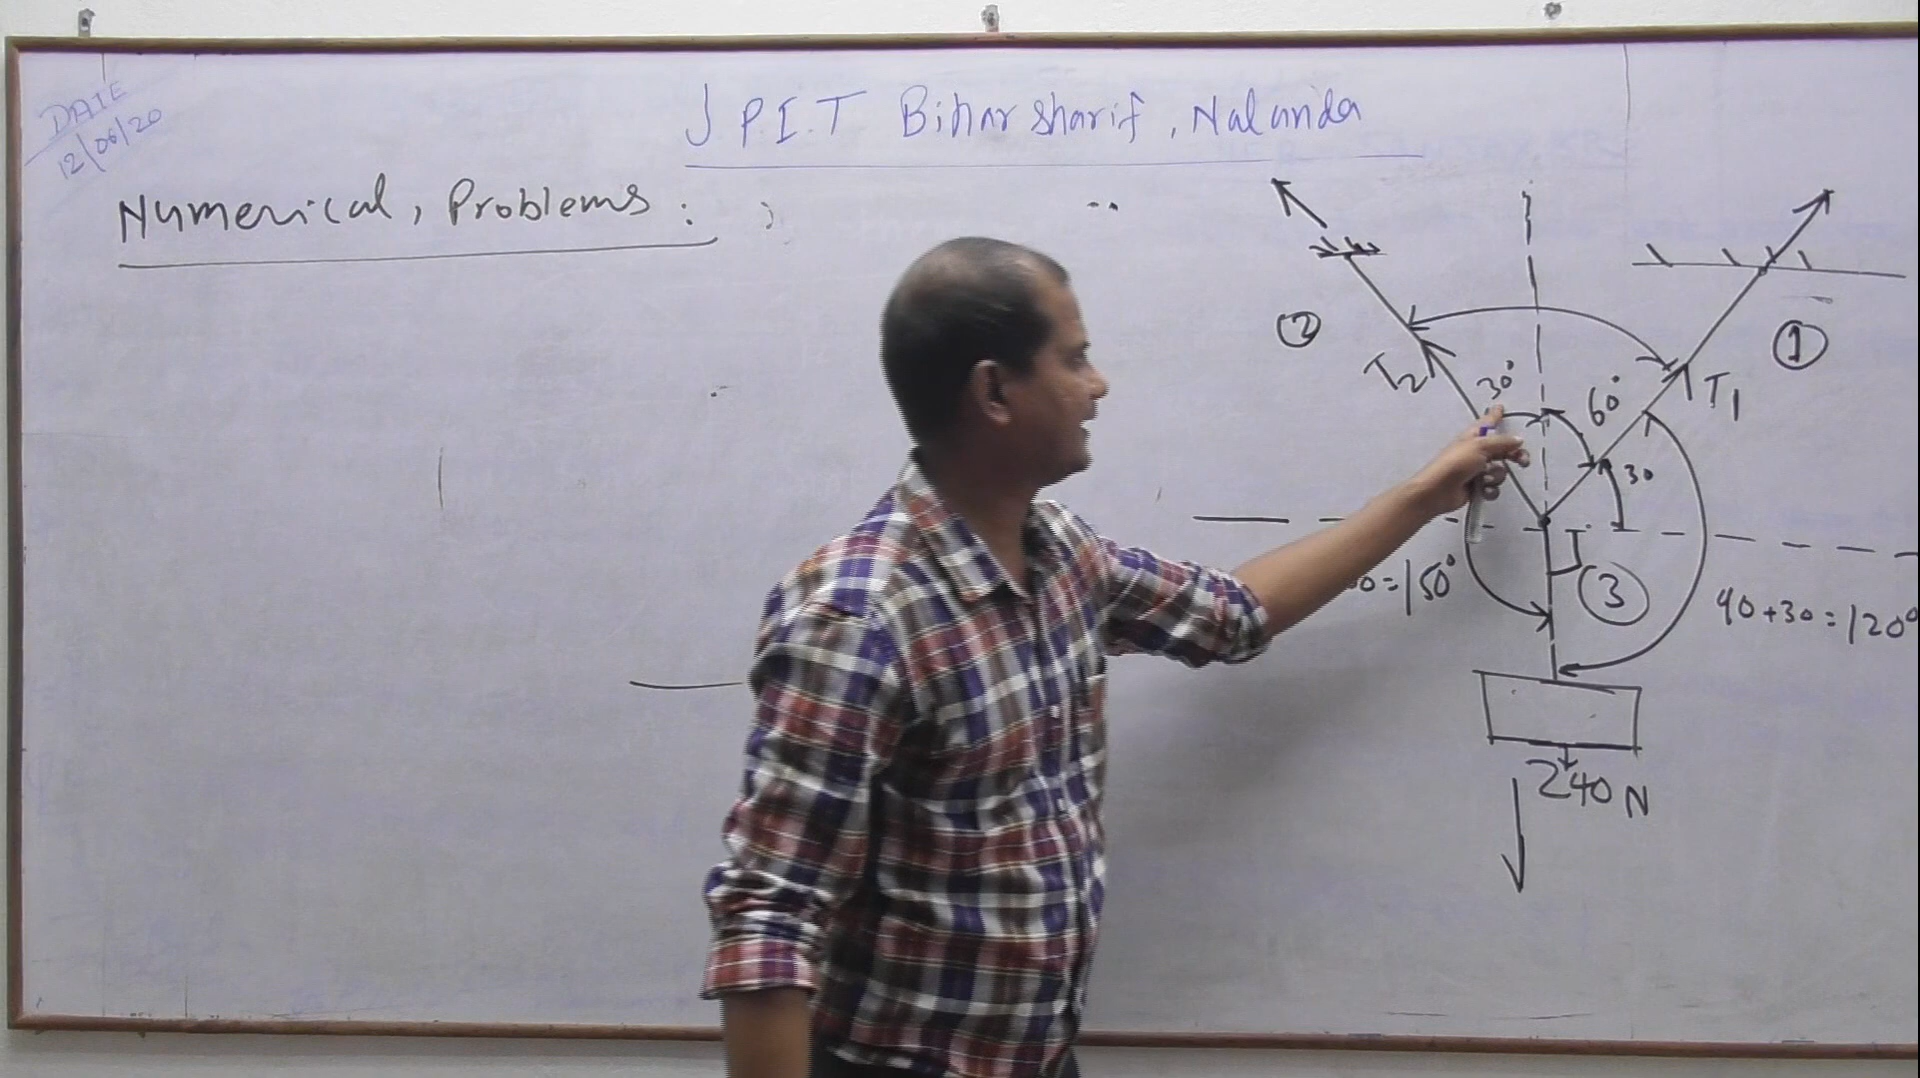 DATE
12/06/20
J P.I.T Bihar sharif, Nalanda
Numerical, Problems :
2
1
T2
30°
60°
T1
30
=150°
3
90+30=120°
240 N